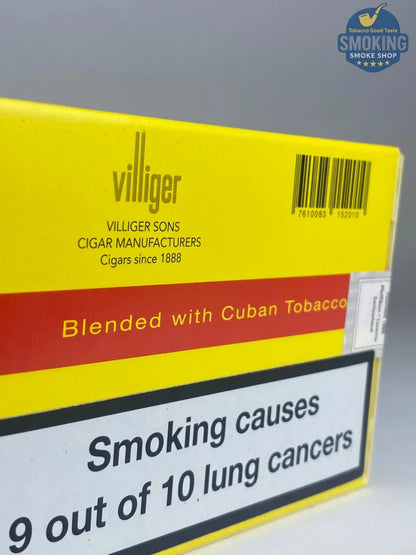 Tobacco Good Taste
SMOKING
SMOKE SHOP
villiger
VILLIGER SONS
CIGAR MANUFACTURERS
Cigars since 1888
7610083 152010
Blended with Cuban Tobacco
Smoking causes
9 out of 10 lung cancers